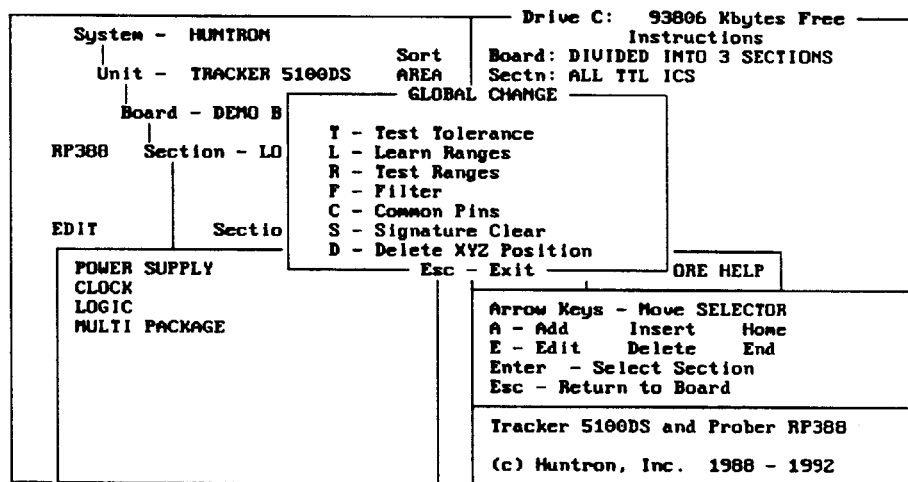 Drive C: 93806 Kbytes Free
System - HUNTRON
Instructions
Sort
Board: DIVIDED INTO 3 SECTIONS
Unit - TRACKER 5100DS
AREA
Sectn: ALL TTL ICS
GLOBAL CHANGE
Board - DEMO B
T - Test Tolerance
RP388 Section - LO
L - Learn Ranges
R - Test Ranges
F - Filter
C - Common Pins
EDIT Sectio
S - Signature Clear
D - Delete XYZ Position
Esc - Exit
ORE HELP
POWER SUPPLY
CLOCK
LOGIC
MULTI PACKAGE
Arrow Keys - Move SELECTOR
A - Add Insert Home
E - Edit Delete End
Enter - Select Section
Esc - Return to Board
Tracker 5100DS and Prober RP388
(c) Huntron, Inc. 1988 - 1992